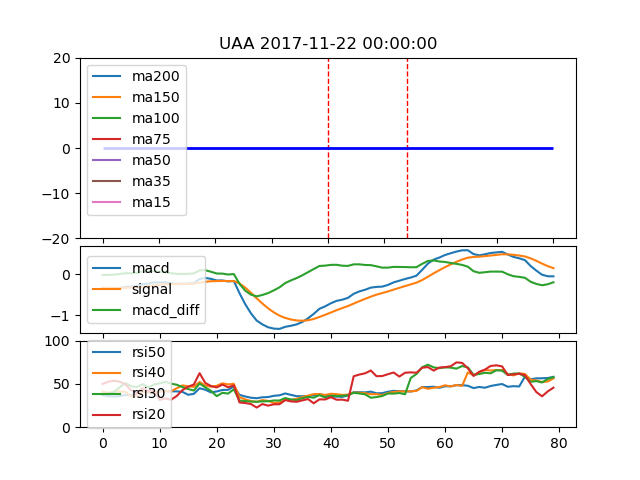 UAA 2017-11-22 00:00:00
20
10
0
−10
−20
ma200
ma150
ma100
ma75
ma50
ma35
ma15
0
−1
macd
signal
macd_diff
100
50
0
rsi50
rsi40
rsi30
rsi20
0 10 20 30 40 50 60 70 80